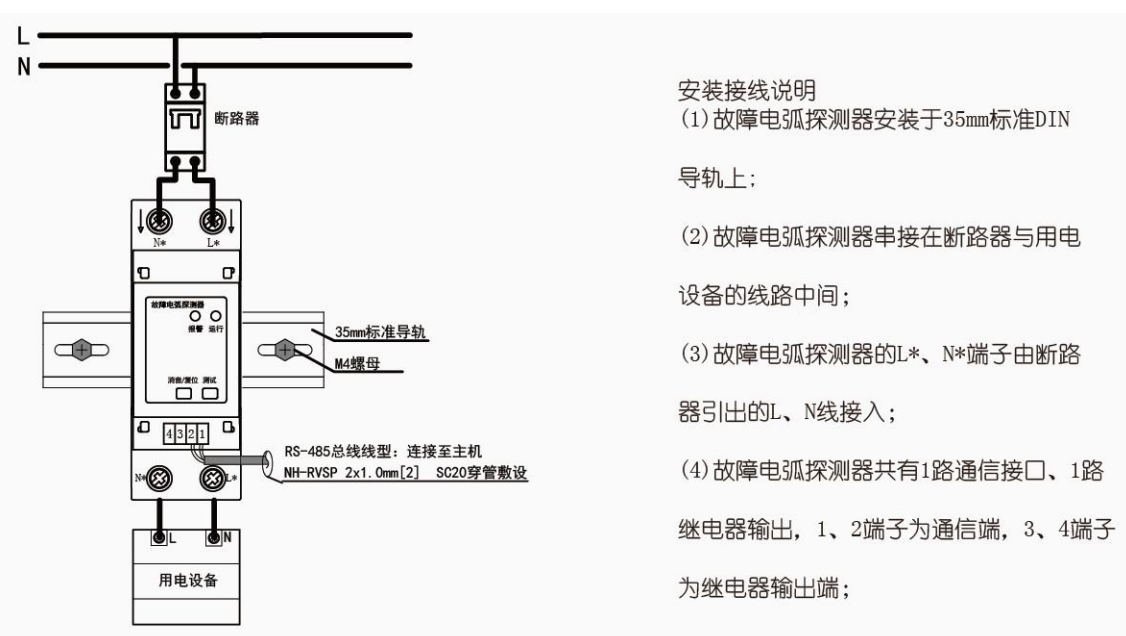 L
N
断路器
N* L*
故障电弧探测器
报警 运行
35mm标准导轨
M4螺母
消音/复位 测试
4 3 2 1
RS-485总线线型: 连接至主机
NH-RVSP 2x1.0mm[2] SC20穿管敷设
N* L*
L N
用电设备
安装接线说明
(1)故障电弧探测器安装于35mm标准DIN
导轨上;
(2)故障电弧探测器串接在断路器与用电
设备的线路中间;
(3)故障电弧探测器的L*、N*端子由断路
器引出的L、N线接入;
(4)故障电弧探测器共有1路通信接口、1路
继电器输出, 1、2端子为通信端, 3、4端子
为继电器输出端;